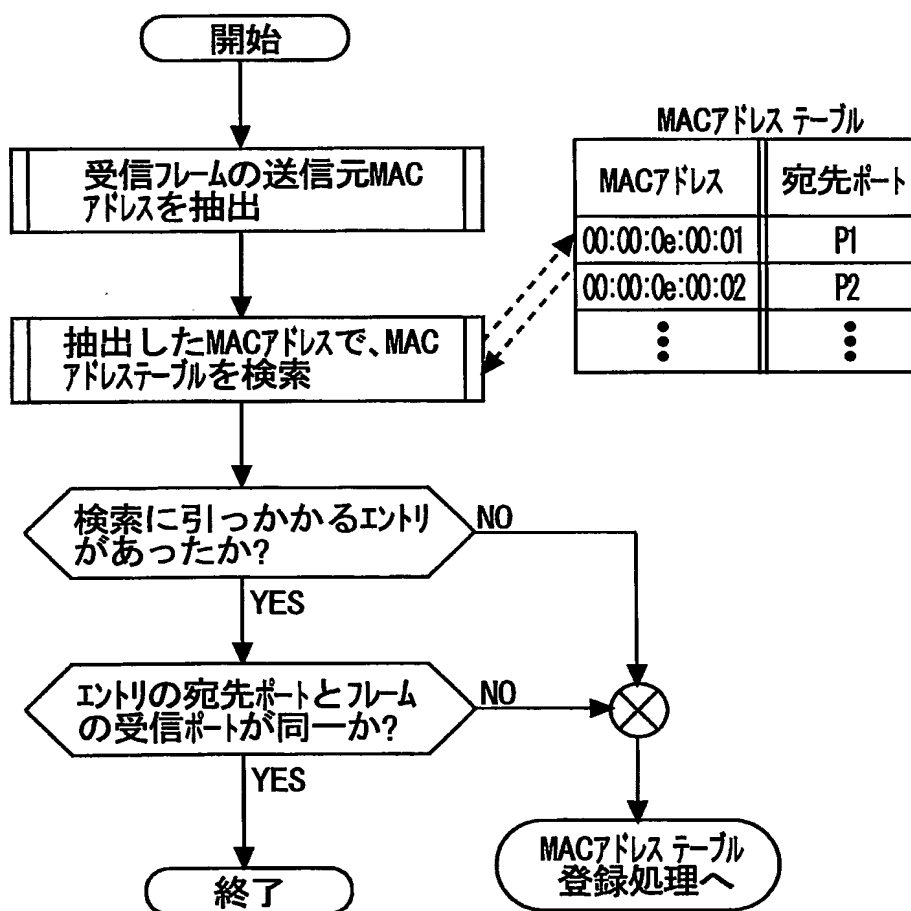 開始
受信フレームの送信元MAC
アドレスを抽出
MACアドレス テーブル
MACアドレス
宛先ポート
00:00:0e:00:01
P1
00:00:0e:00:02
P2
抽出したMACアドレスで、MAC
アドレステーブルを検索
検索に引っかかるエントリ
があったか?
NO
YES
エントリの宛先ポートとフレーム
の受信ポートが同一か?
NO
YES
MACアドレス テーブル
登録処理へ
終了